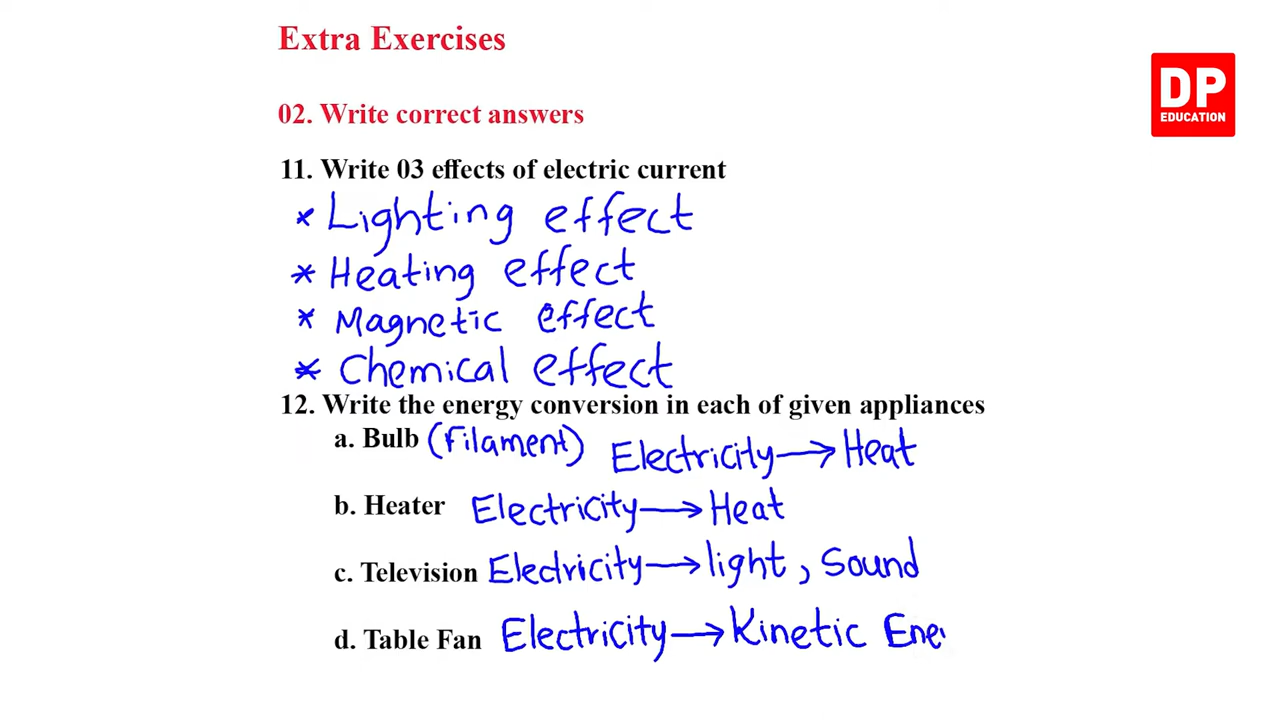 Extra Exercises
DP
EDUCATION
02. Write correct answers
11. Write 03 effects of electric current
* Lighting effect
* Heating effect
* Magnetic effect
* Chemical effect
12. Write the energy conversion in each of given appliances
a. Bulb (Filament) Electricity → Heat
b. Heater Electricity → Heat
c. Television Electricity → light, Sound
d. Table Fan Electricity → Kinetic Ene